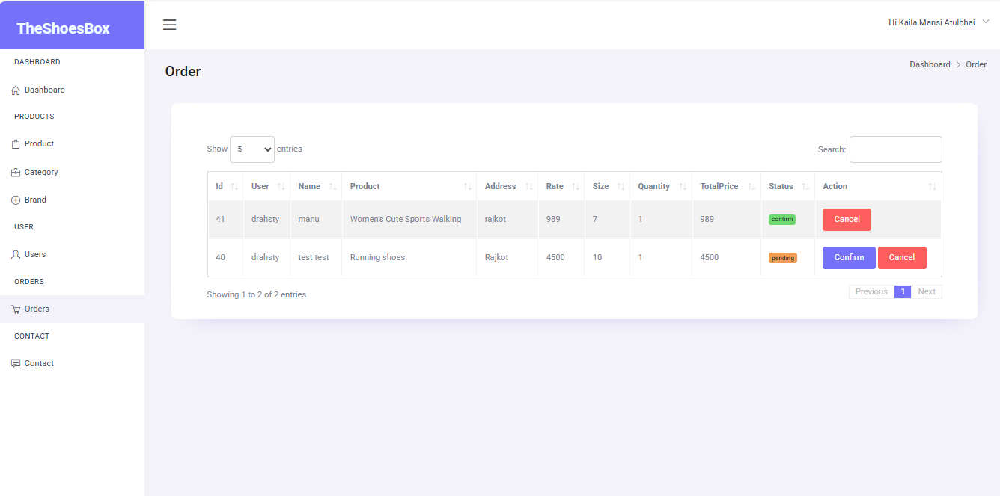 TheShoesBox
Hi Kaila Mansi Atulbhai
DASHBOARD
Dashboard
PRODUCTS
Product
Category
Brand
USER
Users
ORDERS
Orders
CONTACT
Contact
Order
Dashboard > Order
Show 5 entries
Search:
Id User Name Product Address Rate Size Quantity TotalPrice Status Action
41 drahsty manu Women's Cute Sports Walking rajkot 989 7 1 989 confirm Cancel
40 drahsty test test Running shoes Rajkot 4500 10 1 4500 pending Confirm Cancel
Showing 1 to 2 of 2 entries
Previous 1 Next